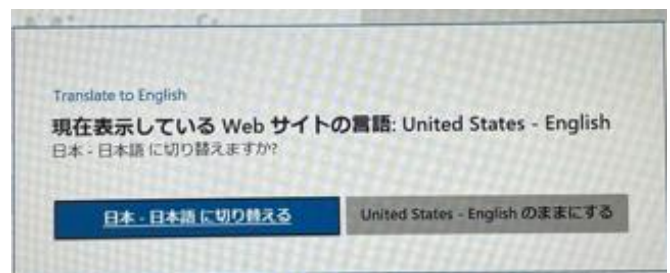 Translate to English
現在表示している Web サイトの言語: United States - English
日本 - 日本語 に切り替えますか?
日本 - 日本語 に切り替える
United States - English のままにする